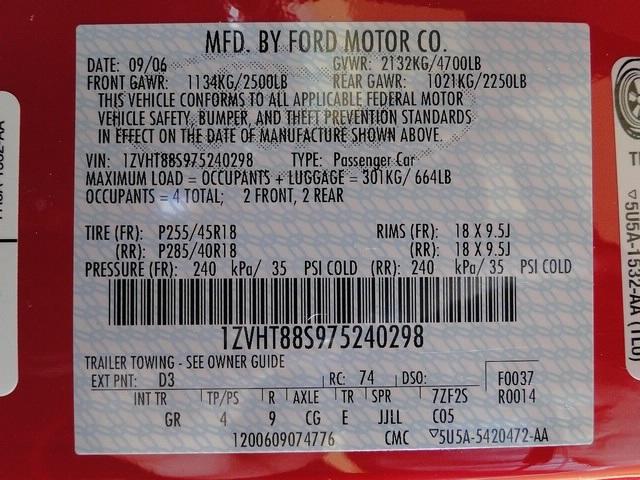 MFD. BY FORD MOTOR CO.
DATE: 09/06 GVWR: 2132KG/4700LB
FRONT GAWR: 1134KG/2500LB REAR GAWR: 1021KG/2250LB
THIS VEHICLE CONFORMS TO ALL APPLICABLE FEDERAL MOTOR
VEHICLE SAFETY, BUMPER, AND THEFT PREVENTION STANDARDS
IN EFFECT ON THE DATE OF MANUFACTURE SHOWN ABOVE.
VIN: 1ZVHT88S975240298 TYPE: Passenger Car
MAXIMUM LOAD = OCCUPANTS + LUGGAGE = 301KG/ 664LB
OCCUPANTS = 4 TOTAL; 2 FRONT, 2 REAR
TIRE (FR): P255/45R18 RIMS (FR): 18 X 9.5J
(RR): P285/40R18 (RR): 18 X 9.5J
PRESSURE (FR): 240 kPa/ 35 PSI COLD (RR): 240 kPa/ 35 PSI COLD
1ZVHT88S975240298
TRAILER TOWING - SEE OWNER GUIDE
EXT PNT: D3 RC: 74 DSO: F0037
INT TR TP/PS R AXLE TR SPR 7ZF2S R0014
GR 4 9 CG E JJLL C05
1200609074776 CMC 5U5A-5420472-AA
5U5A-1532-AA (TLU)